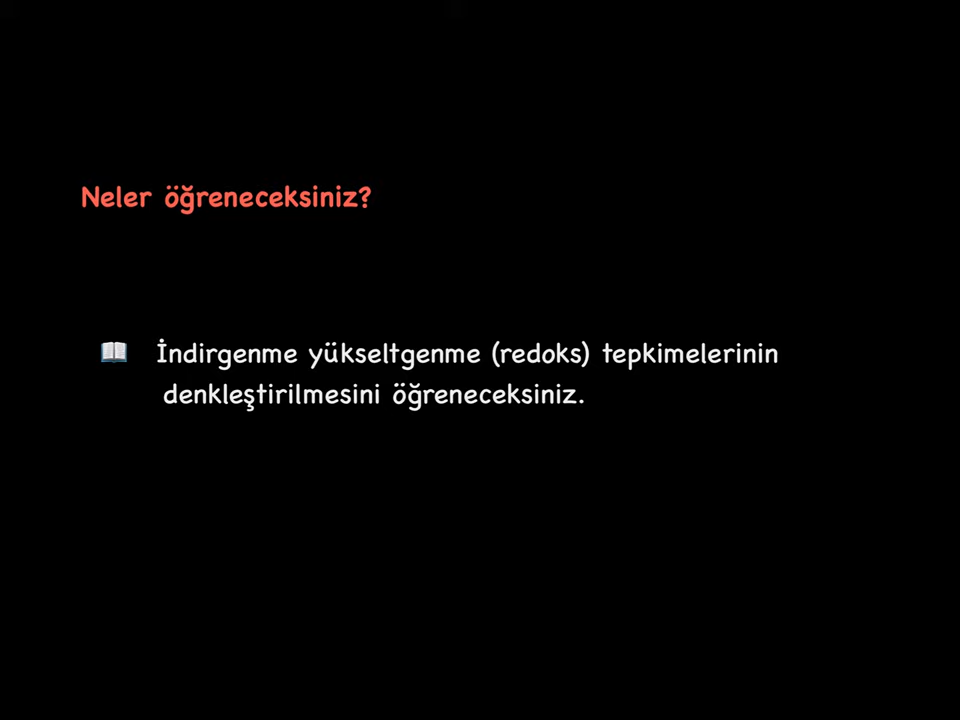 Neler öğreneceksiniz?
📖 İndirgenme yükseltgenme (redoks) tepkimelerinin
denkleştirilmesini öğreneceksiniz.